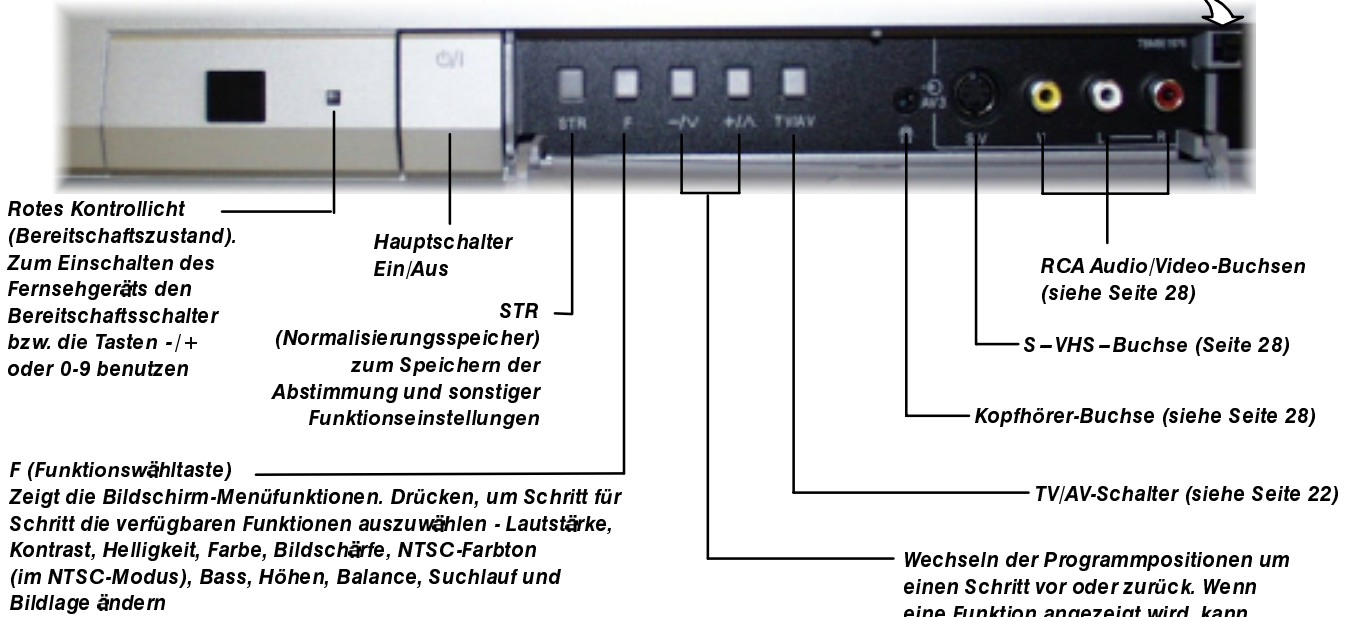 ⏻/I
STR
F
−/∨
+/∧
TV/AV
AV3
S.V
V
L
R
Rotes Kontrollicht
(Bereitschaftszustand).
Zum Einschalten des
Fernsehgeräts den
Bereitschaftsschalter
bzw. die Tasten -/+
oder 0-9 benutzen
Hauptschalter
Ein/Aus
STR
(Normalisierungsspeicher)
zum Speichern der
Abstimmung und sonstiger
Funktionseinstellungen
F (Funktionswähltaste)
Zeigt die Bildschirm-Menüfunktionen. Drücken, um Schritt für
Schritt die verfügbaren Funktionen auszuwählen - Lautstärke,
Kontrast, Helligkeit, Farbe, Bildschärfe, NTSC-Farbton
(im NTSC-Modus), Bass, Höhen, Balance, Suchlauf und
Bildlage ändern
RCA Audio/Video-Buchsen
(siehe Seite 28)
S–VHS–Buchse (Seite 28)
Kopfhörer-Buchse (siehe Seite 28)
TV/AV-Schalter (siehe Seite 22)
Wechseln der Programmpositionen um
einen Schritt vor oder zurück. Wenn
eine Funktion angezeigt wird, kann